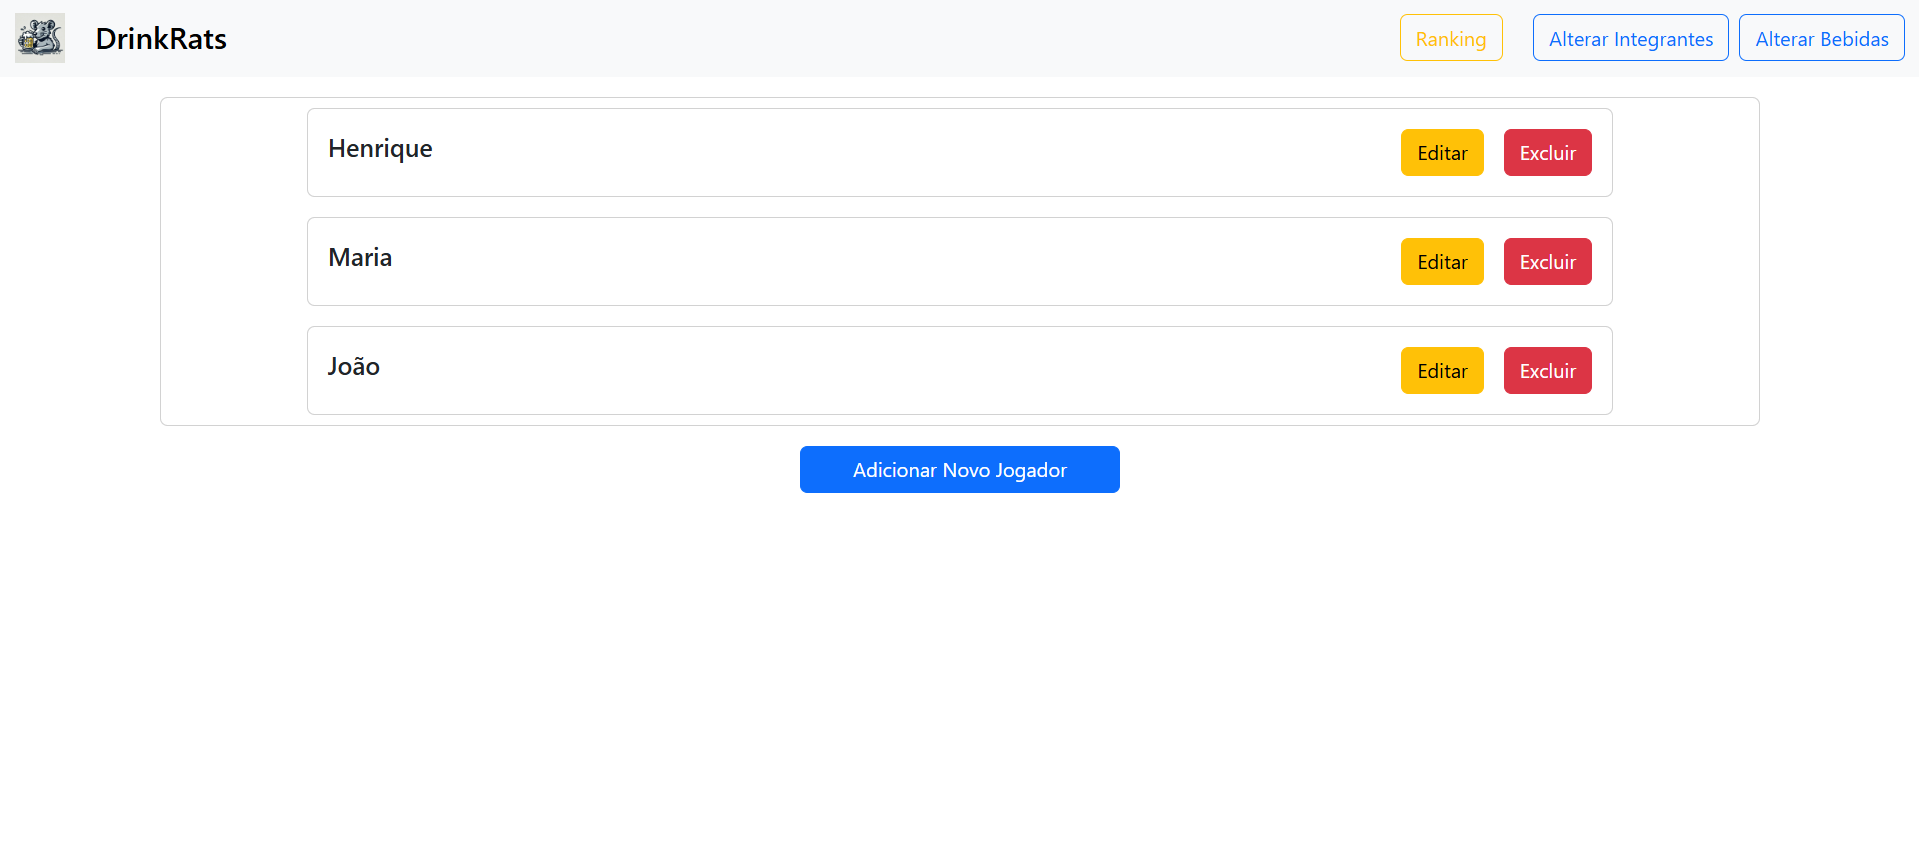 DrinkRats
Ranking
Alterar Integrantes
Alterar Bebidas
Henrique
Editar
Excluir
Maria
Editar
Excluir
João
Editar
Excluir
Adicionar Novo Jogador